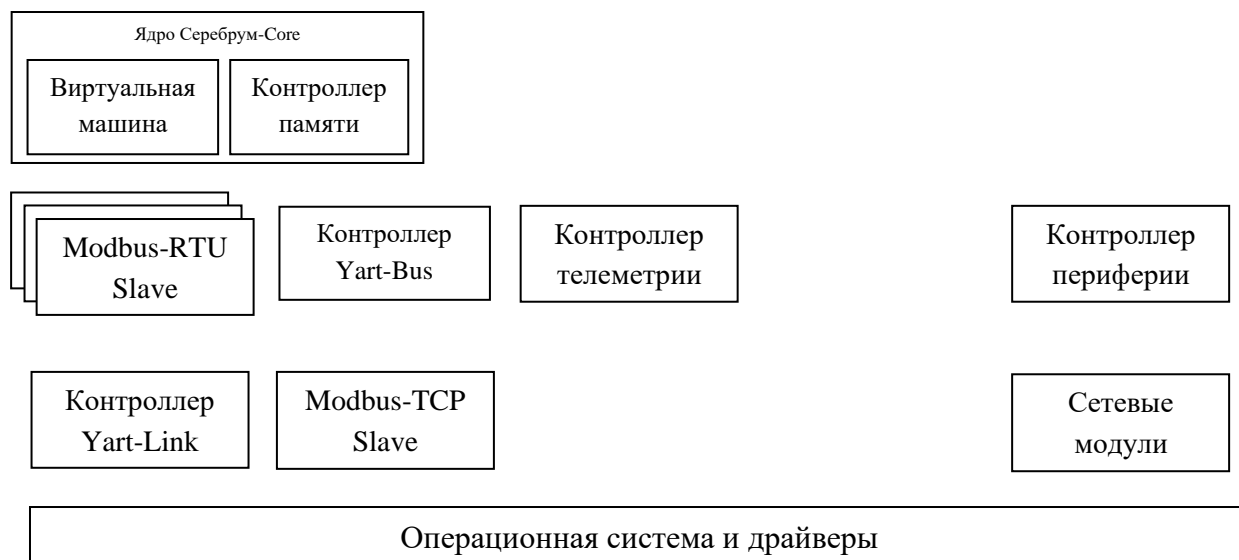 Ядро Серебрум-Core
Виртуальная
машина
Контроллер
памяти
Modbus-RTU
Slave
Контроллер
Yart-Bus
Контроллер
телеметрии
Контроллер
периферии
Контроллер
Yart-Link
Modbus-TCP
Slave
Сетевые
модули
Операционная система и драйверы